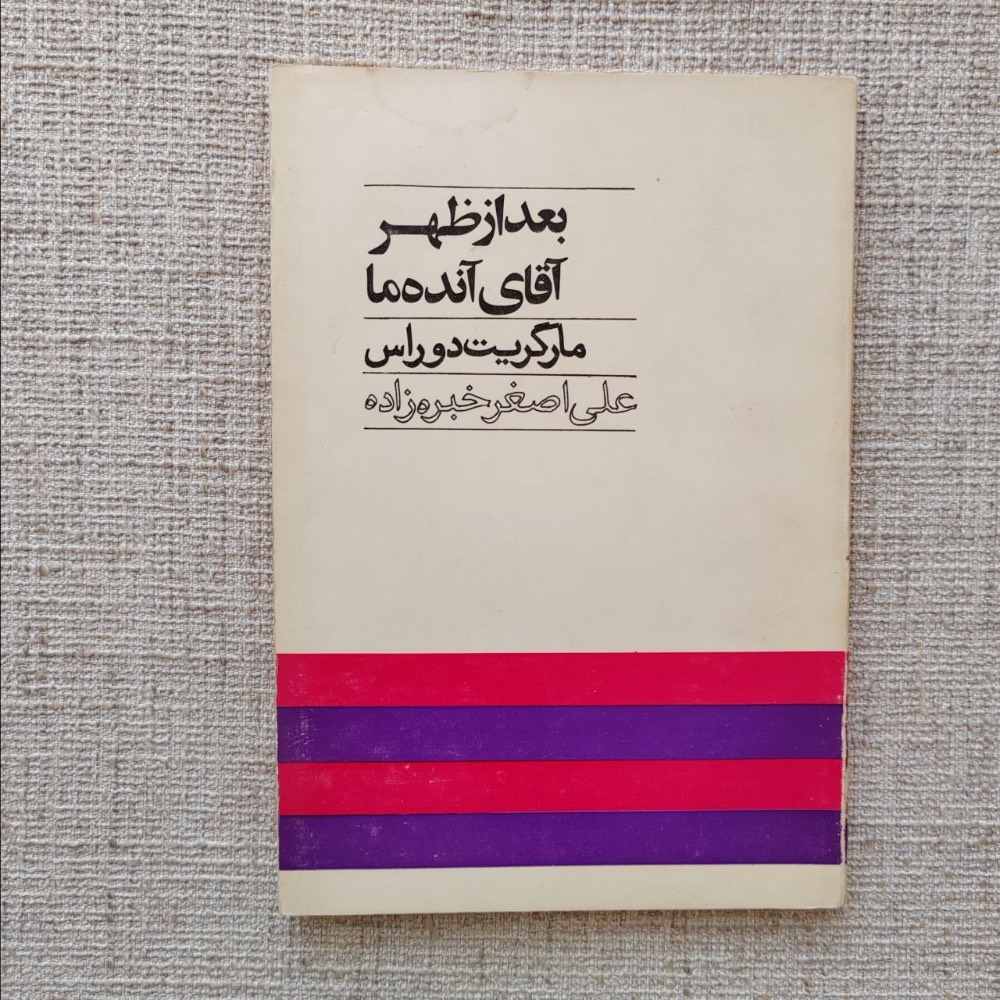 بعد از ظهر
آقای آنده‌ما
مارگریت دوراس
علی اصغر خبره‌زاده